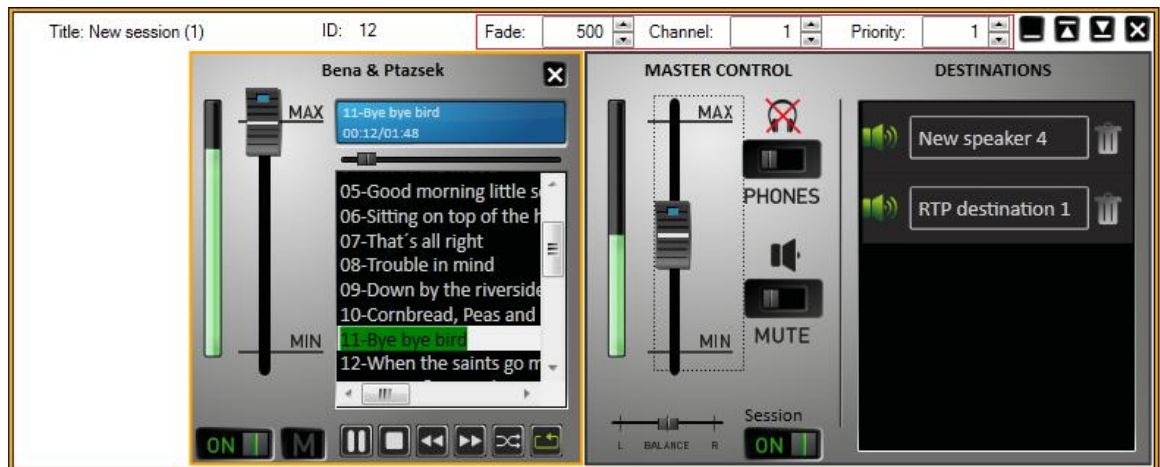 Title: New session (1)
ID: 12
Fade: 500
Channel: 1
Priority: 1
Bena & Ptazsek
MAX
11-Bye bye bird
00:12/01:48
05-Good morning little s
06-Sitting on top of the h
07-That´s all right
08-Trouble in mind
09-Down by the riverside
10-Cornbread, Peas and
11-Bye bye bird
12-When the saints go m
MIN
ON
M
MASTER CONTROL
MAX
MIN
PHONES
MUTE
L BALANCE R
Session
ON
DESTINATIONS
New speaker 4
RTP destination 1